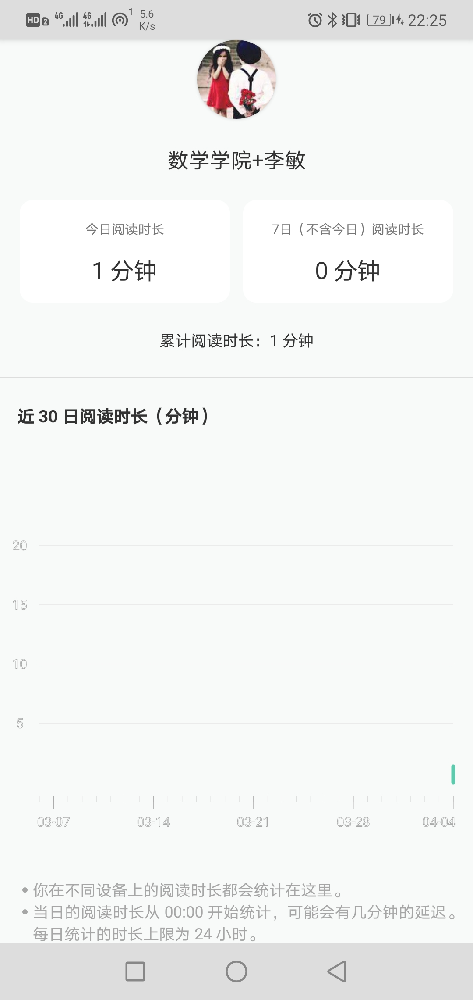 HD 2 4G 4G 1 5.6 K/s 79 22:25
数学学院+李敏
今日阅读时长 7日（不含今日）阅读时长
1 分钟 0 分钟
累计阅读时长：1 分钟
近 30 日阅读时长（分钟）
20
15
10
5
03-07 03-14 03-21 03-28 04-04
• 你在不同设备上的阅读时长都会统计在这里。
• 当日的阅读时长从 00:00 开始统计，可能会有几分钟的延迟。
每日统计的时长上限为 24 小时。